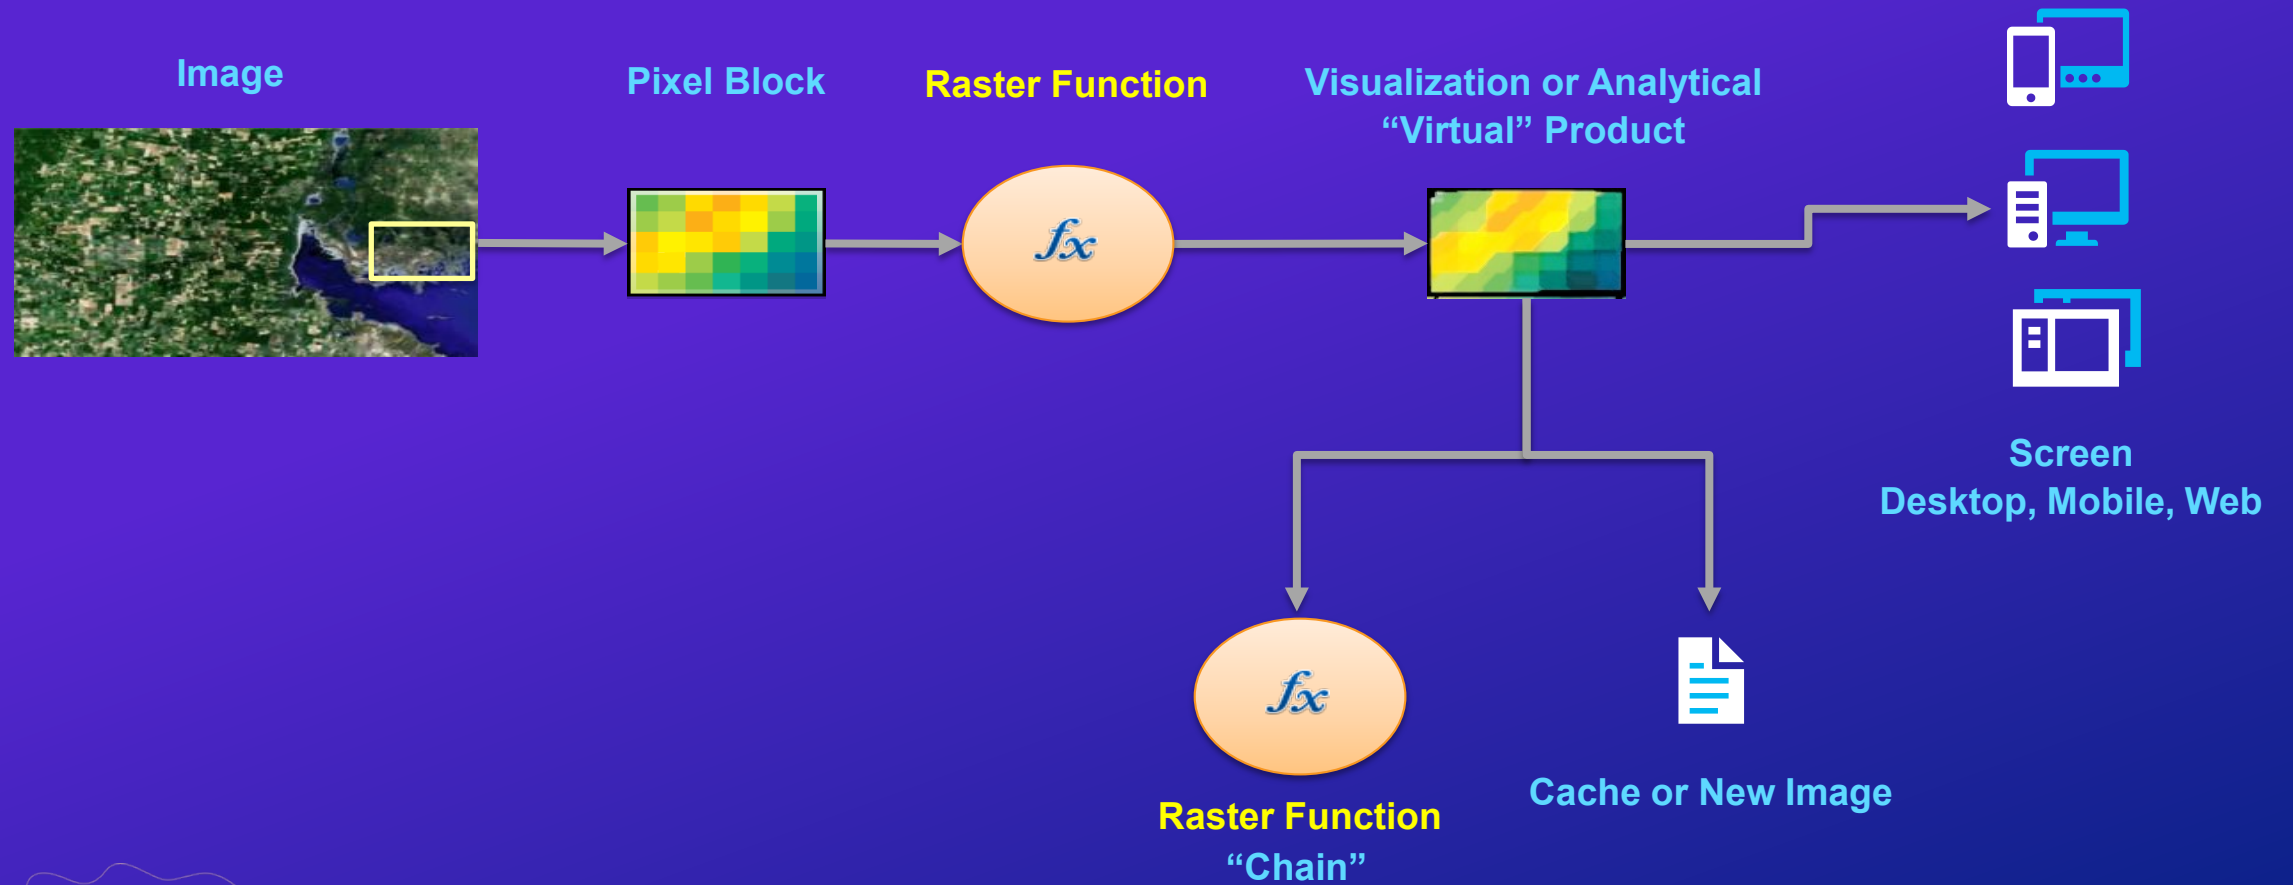 Image
Pixel Block
Raster Function
Visualization or Analytical
“Virtual” Product
fx
Screen
Desktop, Mobile, Web
fx
Raster Function
“Chain”
Cache or New Image